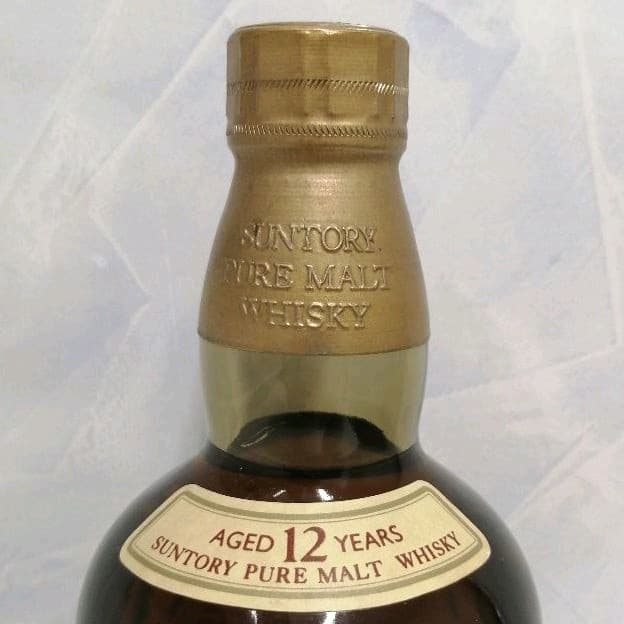 SUNTORY
PURE MALT
WHISKY
AGED 12 YEARS
SUNTORY PURE MALT WHISKY